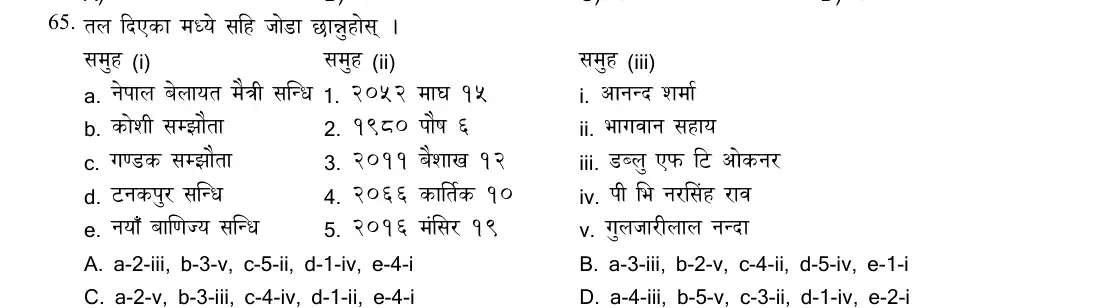 65. तल दिएका मध्ये सहि जोडा छान्नुहोस् ।
समुह (i) समुह (ii) समुह (iii)
a. नेपाल बेलायत मैत्री सन्धि 1. २०५२ माघ १५ i. आनन्द शर्मा
b. कोशी सम्झौता 2. १९८० पौष ६ ii. भागवान सहाय
c. गण्डक सम्झौता 3. २०११ बैशाख १२ iii. डब्लु एफ टि ओकनर
d. टनकपुर सन्धि 4. २०६६ कार्तिक १० iv. पी भि नरसिंह राव
e. नयाँ बाणिज्य सन्धि 5. २०१६ मंसिर १९ v. गुलजारीलाल नन्दा
A. a-2-iii, b-3-v, c-5-ii, d-1-iv, e-4-i B. a-3-iii, b-2-v, c-4-ii, d-5-iv, e-1-i
C. a-2-v, b-3-iii, c-4-iv, d-1-ii, e-4-i D. a-4-iii, b-5-v, c-3-ii, d-1-iv, e-2-i